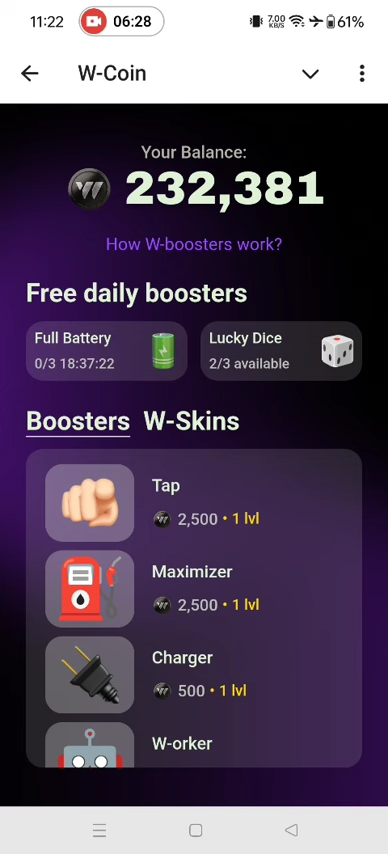 11:22
06:28
7.00
KB/S
61%
W-Coin
Your Balance:
232,381
How W-boosters work?
Free daily boosters
Full Battery
0/3 18:37:22
Lucky Dice
2/3 available
Boosters W-Skins
Tap
2,500 • 1 lvl
Maximizer
2,500 • 1 lvl
Charger
500 • 1 lvl
W-orker